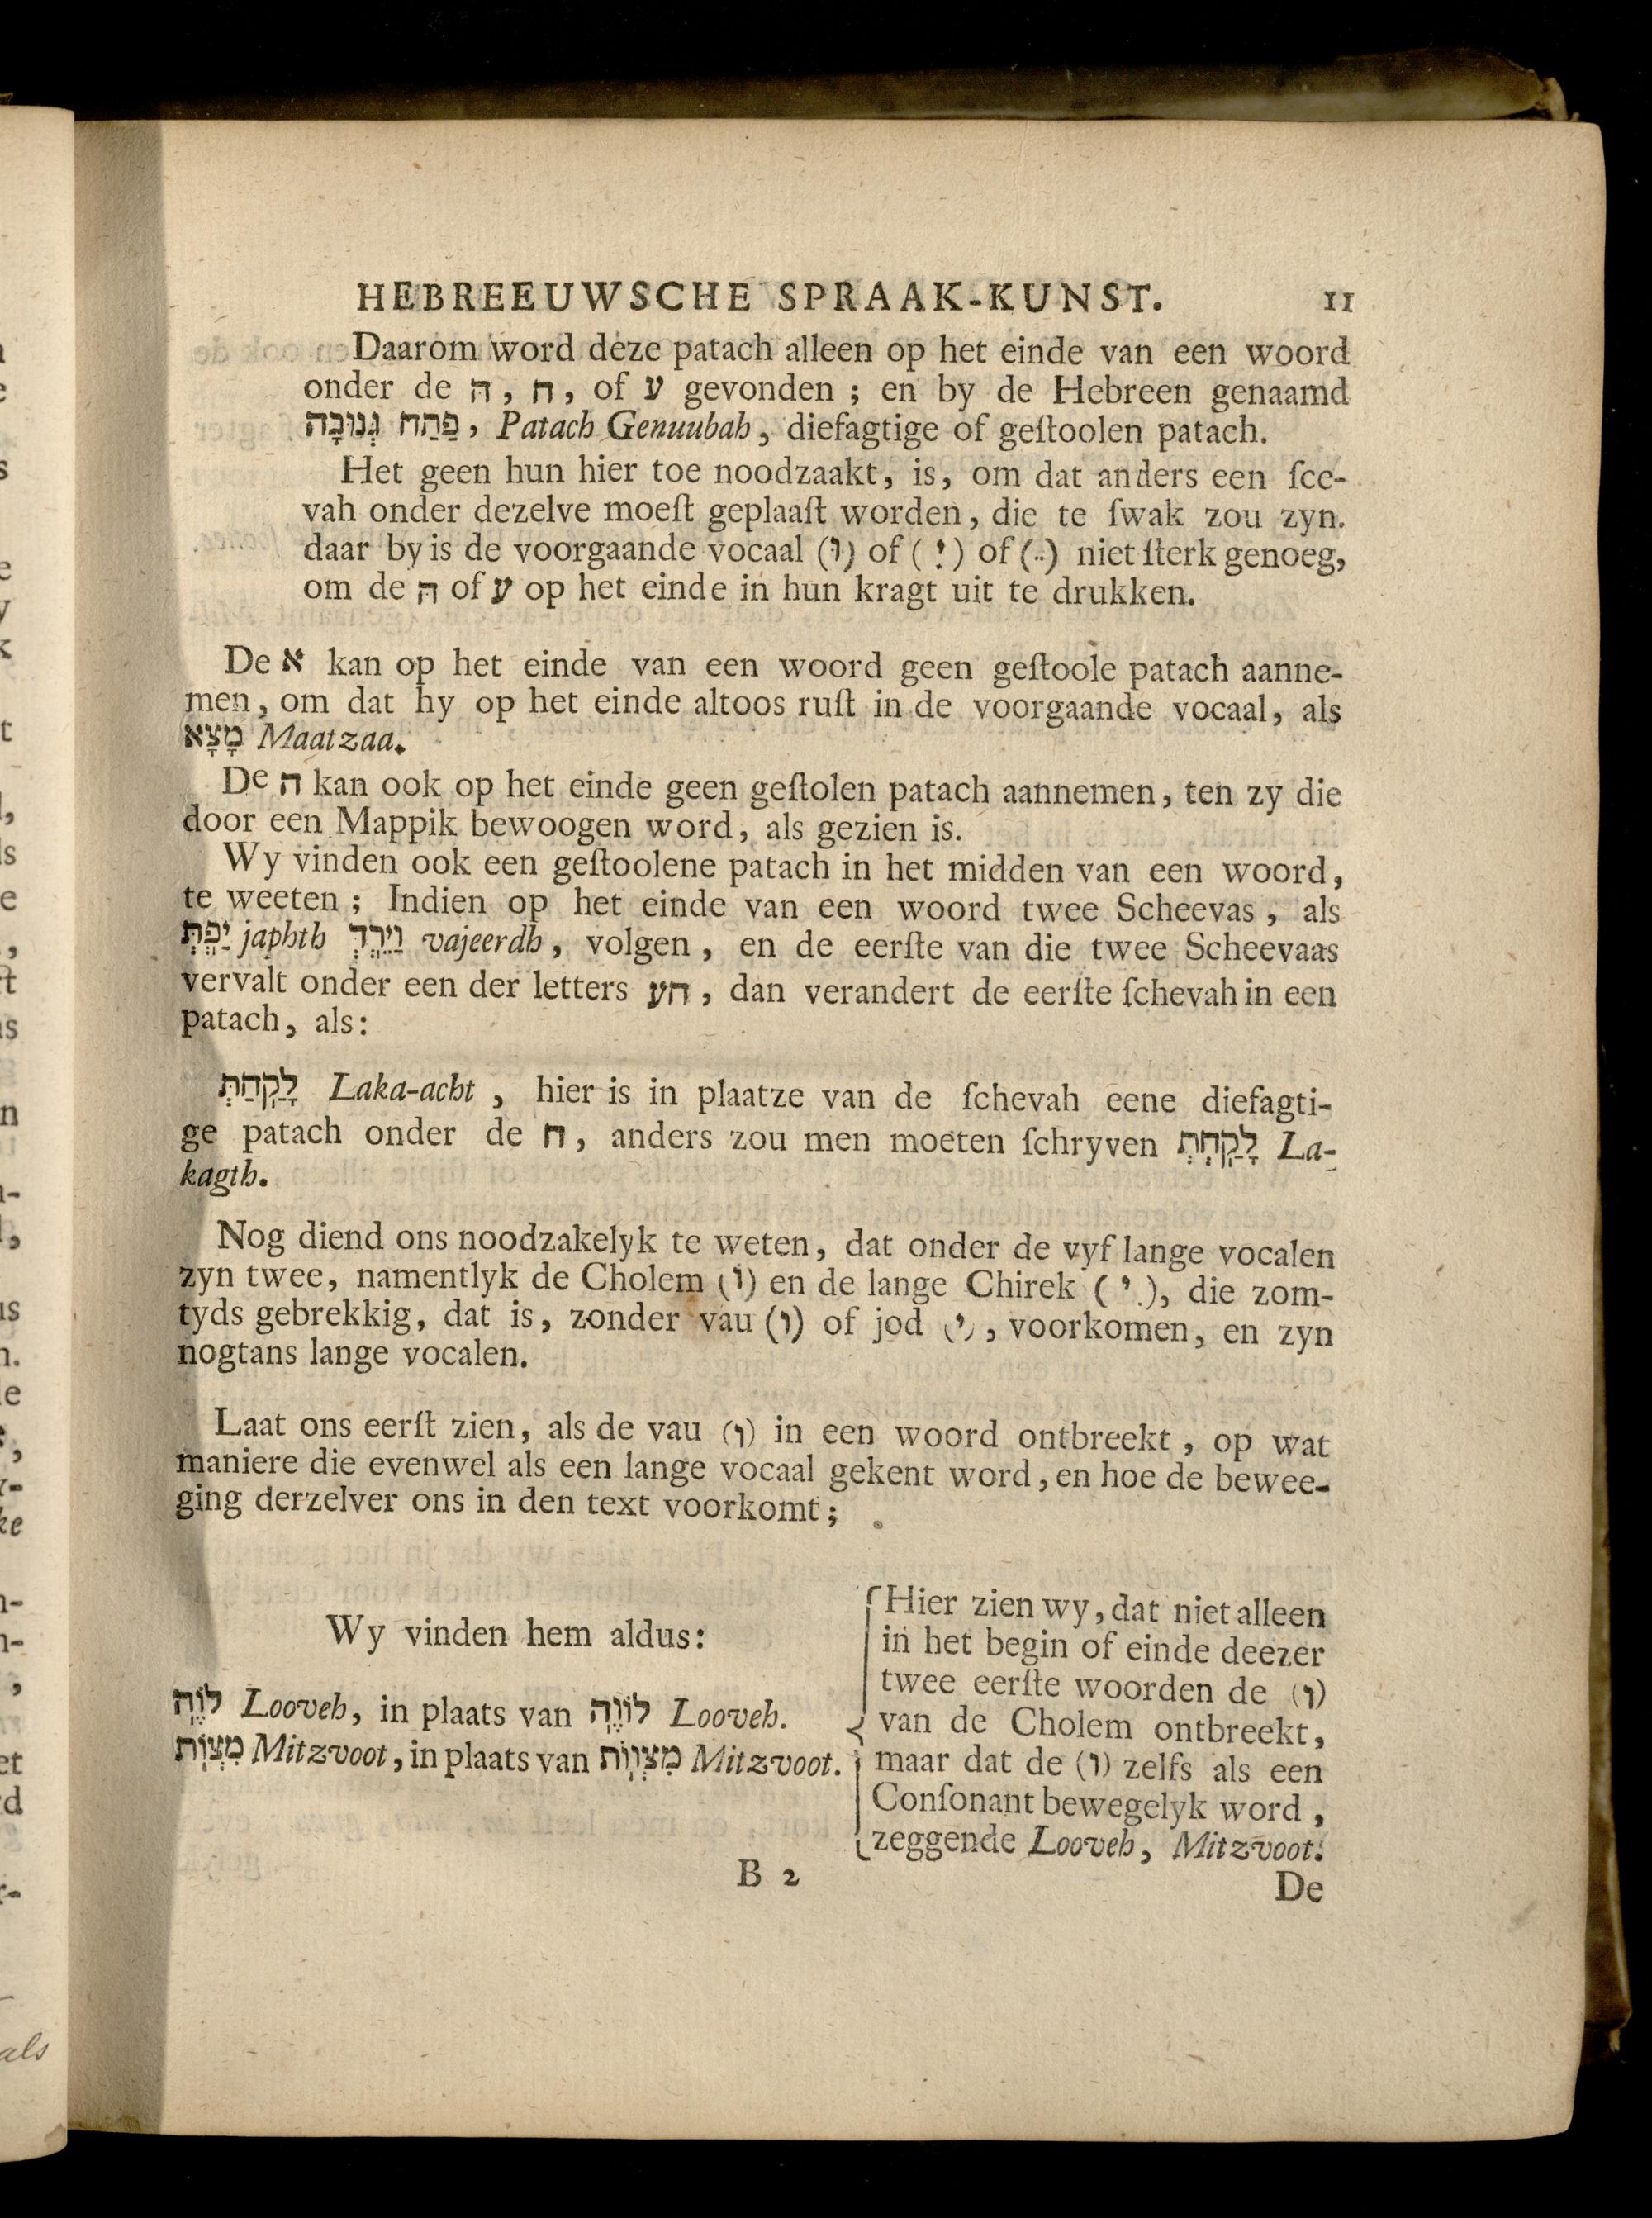 HEBREEUWSCHE SPRAAK-KUNST. 11
Daarom word deze patach alleen op het einde van een woord
onder de ה, ח, of ע gevonden ; en by de Hebreen genaamd
פַּתַח גְּנוּבָה, Patach Genuubah, diefagtige of geſtoolen patach.
Het geen hun hier toe noodzaakt, is, om dat anders een ſce-
vah onder dezelve moeſt geplaaſt worden, die te ſwak zou zyn.
daar by is de voorgaande vocaal (וּ) of ( יִ ) of (..) niet ſterk genoeg,
om de ה of ע op het einde in hun kragt uit te drukken.
De א kan op het einde van een woord geen geſtoole patach aanne-
men, om dat hy op het einde altoos ruſt in de voorgaande vocaal, als
מָצָא Maatzaa.
De ה kan ook op het einde geen geſtolen patach aannemen, ten zy die
door een Mappik bewoogen word, als gezien is.
Wy vinden ook een geſtoolene patach in het midden van een woord,
te weeten ; Indien op het einde van een woord twee Scheevas, als
יַפְתְּ japhth וַיֵּרְדְּ vajeerdh, volgen, en de eerſte van die twee Scheevaas
vervalt onder een der letters חע, dan verandert de eerſte ſchevah in een
patach, als:
לָקַחַתְּ Laka-acht , hier is in plaatze van de ſchevah eene diefagti-
ge patach onder de ח, anders zou men moeten ſchryven לָקַחְתְּ La-
kagth.
Nog diend ons noodzakelyk te weten, dat onder de vyf lange vocalen
zyn twee, namentlyk de Cholem (וֹ) en de lange Chirek ( יִ ), die zom-
tyds gebrekkig, dat is, zonder vau (ו) of jod (י), voorkomen, en zyn
nogtans lange vocalen.
Laat ons eerſt zien, als de vau (ו) in een woord ontbreekt, op wat
maniere die evenwel als een lange vocaal gekent word, en hoe de bewee-
ging derzelver ons in den text voorkomt;
Wy vinden hem aldus:
לֹוֶה Looveh, in plaats van לוֹוֶה Looveh.
מִצְוֹת Mitzvoot, in plaats van מִצְווֹת Mitzvoot.
Hier zien wy, dat niet alleen
in het begin of einde deezer
twee eerſte woorden de (ו)
van de Cholem ontbreekt,
maar dat de (ו) zelfs als een
Conſonant bewegelyk word ,
zeggende Looveh, Mitzvoot.
B 2
De
als